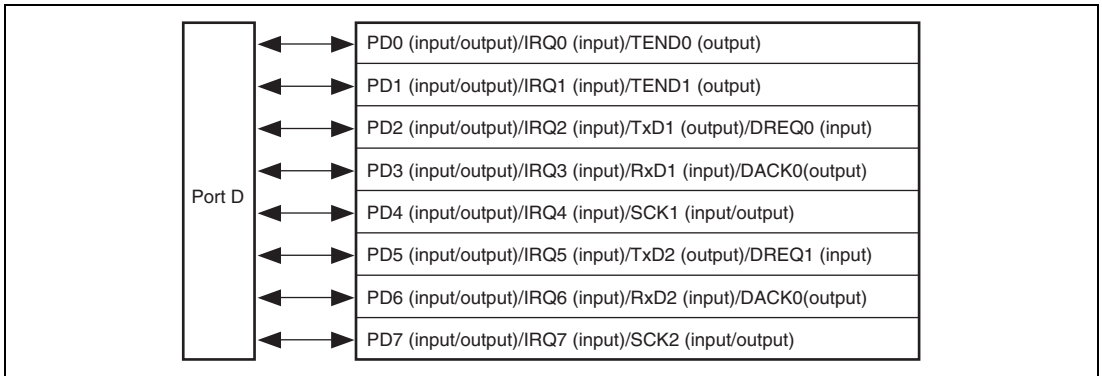 Port D
PD0 (input/output)/IRQ0 (input)/TEND0 (output)
PD1 (input/output)/IRQ1 (input)/TEND1 (output)
PD2 (input/output)/IRQ2 (input)/TxD1 (output)/DREQ0 (input)
PD3 (input/output)/IRQ3 (input)/RxD1 (input)/DACK0(output)
PD4 (input/output)/IRQ4 (input)/SCK1 (input/output)
PD5 (input/output)/IRQ5 (input)/TxD2 (output)/DREQ1 (input)
PD6 (input/output)/IRQ6 (input)/RxD2 (input)/DACK0(output)
PD7 (input/output)/IRQ7 (input)/SCK2 (input/output)